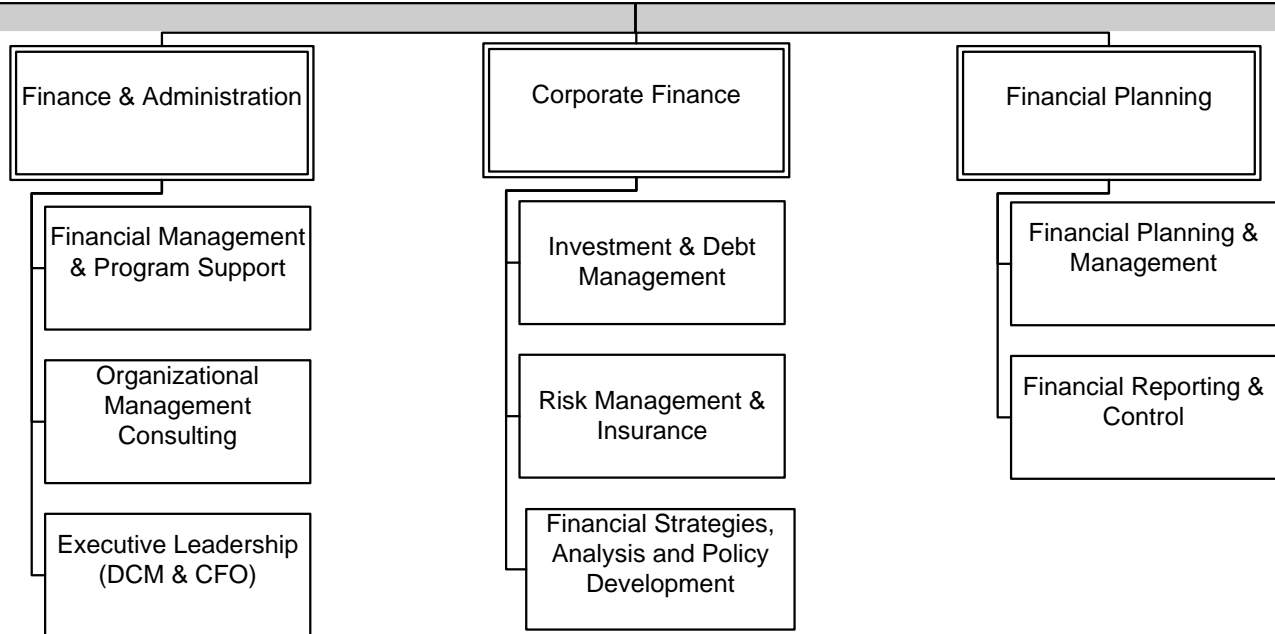 Finance & Administration
Corporate Finance
Financial Planning
Financial Management
& Program Support
Organizational
Management
Consulting
Executive Leadership
(DCM & CFO)
Investment & Debt
Management
Risk Management &
Insurance
Financial Strategies,
Analysis and Policy
Development
Financial Planning &
Management
Financial Reporting &
Control